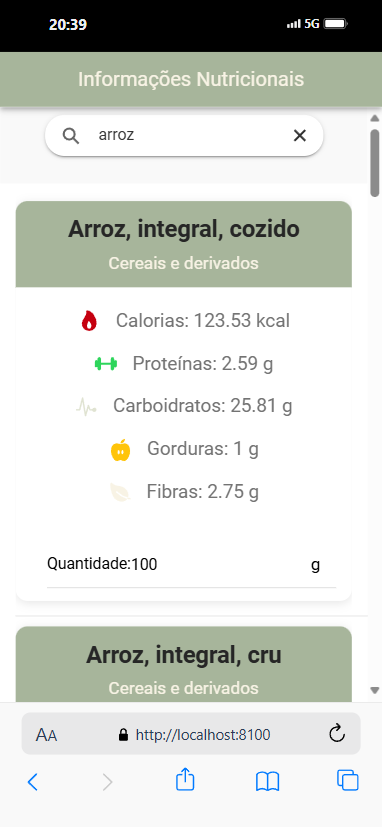 20:39
5G
Informações Nutricionais
arroz
Arroz, integral, cozido
Cereais e derivados
Calorias: 123.53 kcal
Proteínas: 2.59 g
Carboidratos: 25.81 g
Gorduras: 1 g
Fibras: 2.75 g
Quantidade:100 g
Arroz, integral, cru
Cereais e derivados
AA http://localhost:8100